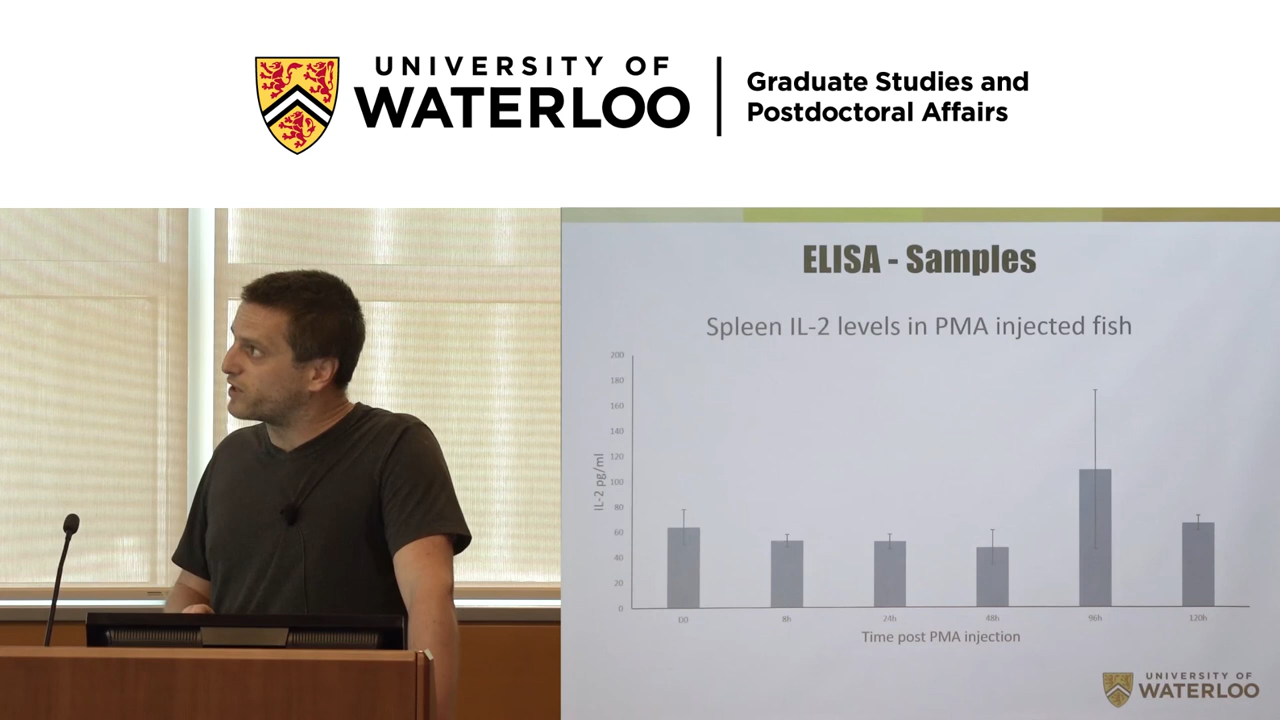 UNIVERSITY OF
WATERLOO
Graduate Studies and
Postdoctoral Affairs
ELISA - Samples
Spleen IL-2 levels in PMA injected fish
IL-2 pg/ml
200
180
160
140
120
100
80
60
40
20
0
D0
8h
24h
48h
96h
120h
Time post PMA injection
UNIVERSITY OF
WATERLOO